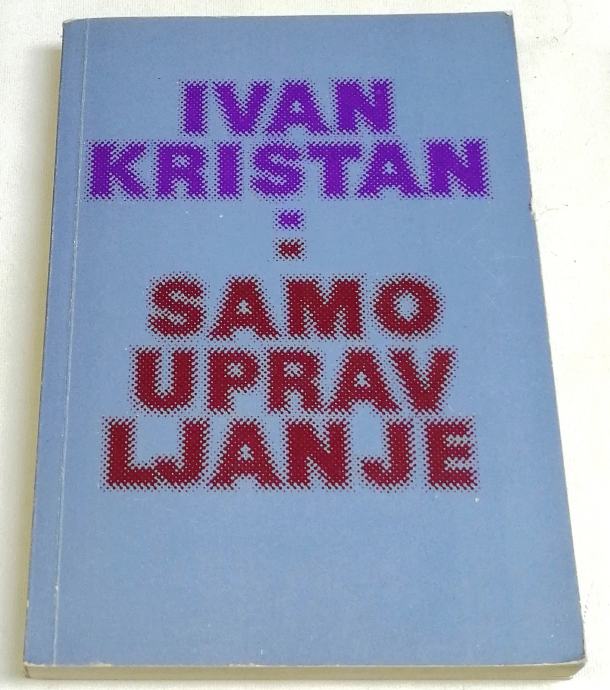 IVAN
KRISTAN
:
SAMO
UPRAV
LJANJE